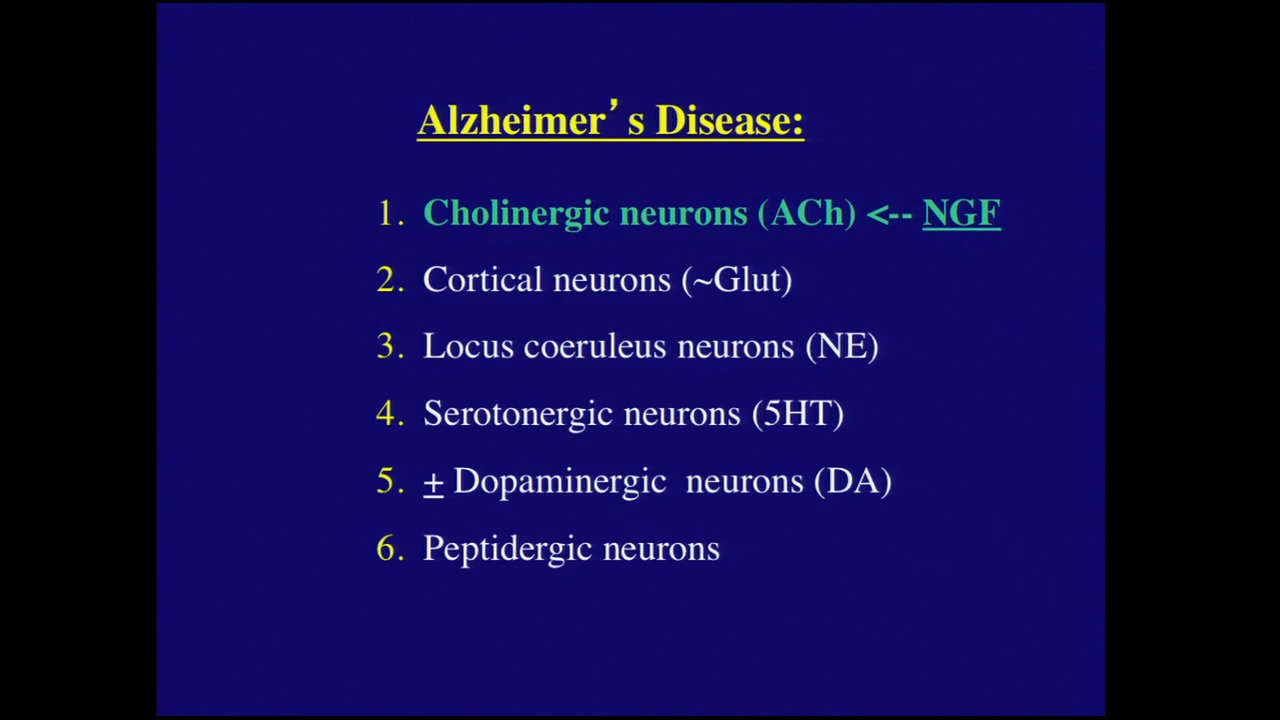 Alzheimer’s Disease:
1. Cholinergic neurons (ACh) <-- NGF
2. Cortical neurons (~Glut)
3. Locus coeruleus neurons (NE)
4. Serotonergic neurons (5HT)
5. ± Dopaminergic neurons (DA)
6. Peptidergic neurons